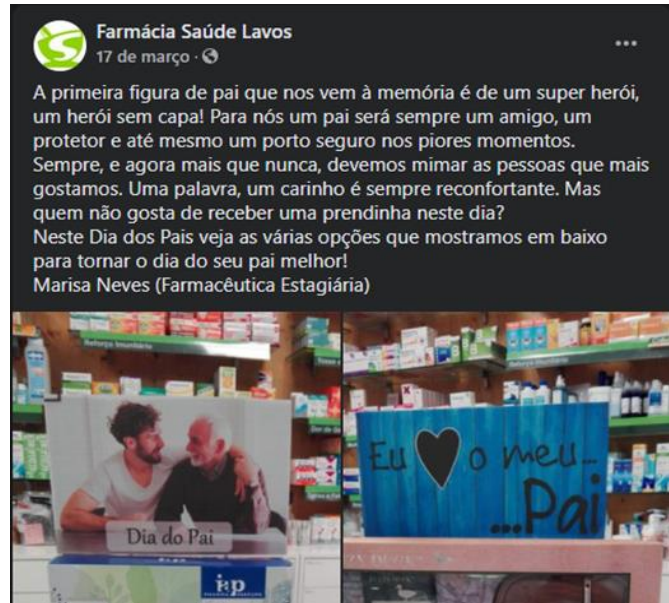 Farmácia Saúde Lavos
17 de março ·
A primeira figura de pai que nos vem à memória é de um super herói,
um herói sem capa! Para nós um pai será sempre um amigo, um
protetor e até mesmo um porto seguro nos piores momentos.
Sempre, e agora mais que nunca, devemos mimar as pessoas que mais
gostamos. Uma palavra, um carinho é sempre reconfortante. Mas
quem não gosta de receber uma prendinha neste dia?
Neste Dia dos Pais veja as várias opções que mostramos em baixo
para tornar o dia do seu pai melhor!
Marisa Neves (Farmacêutica Estagiária)
Reforço Imunitário
Dia do Pai
Eu o meu...
...Pai